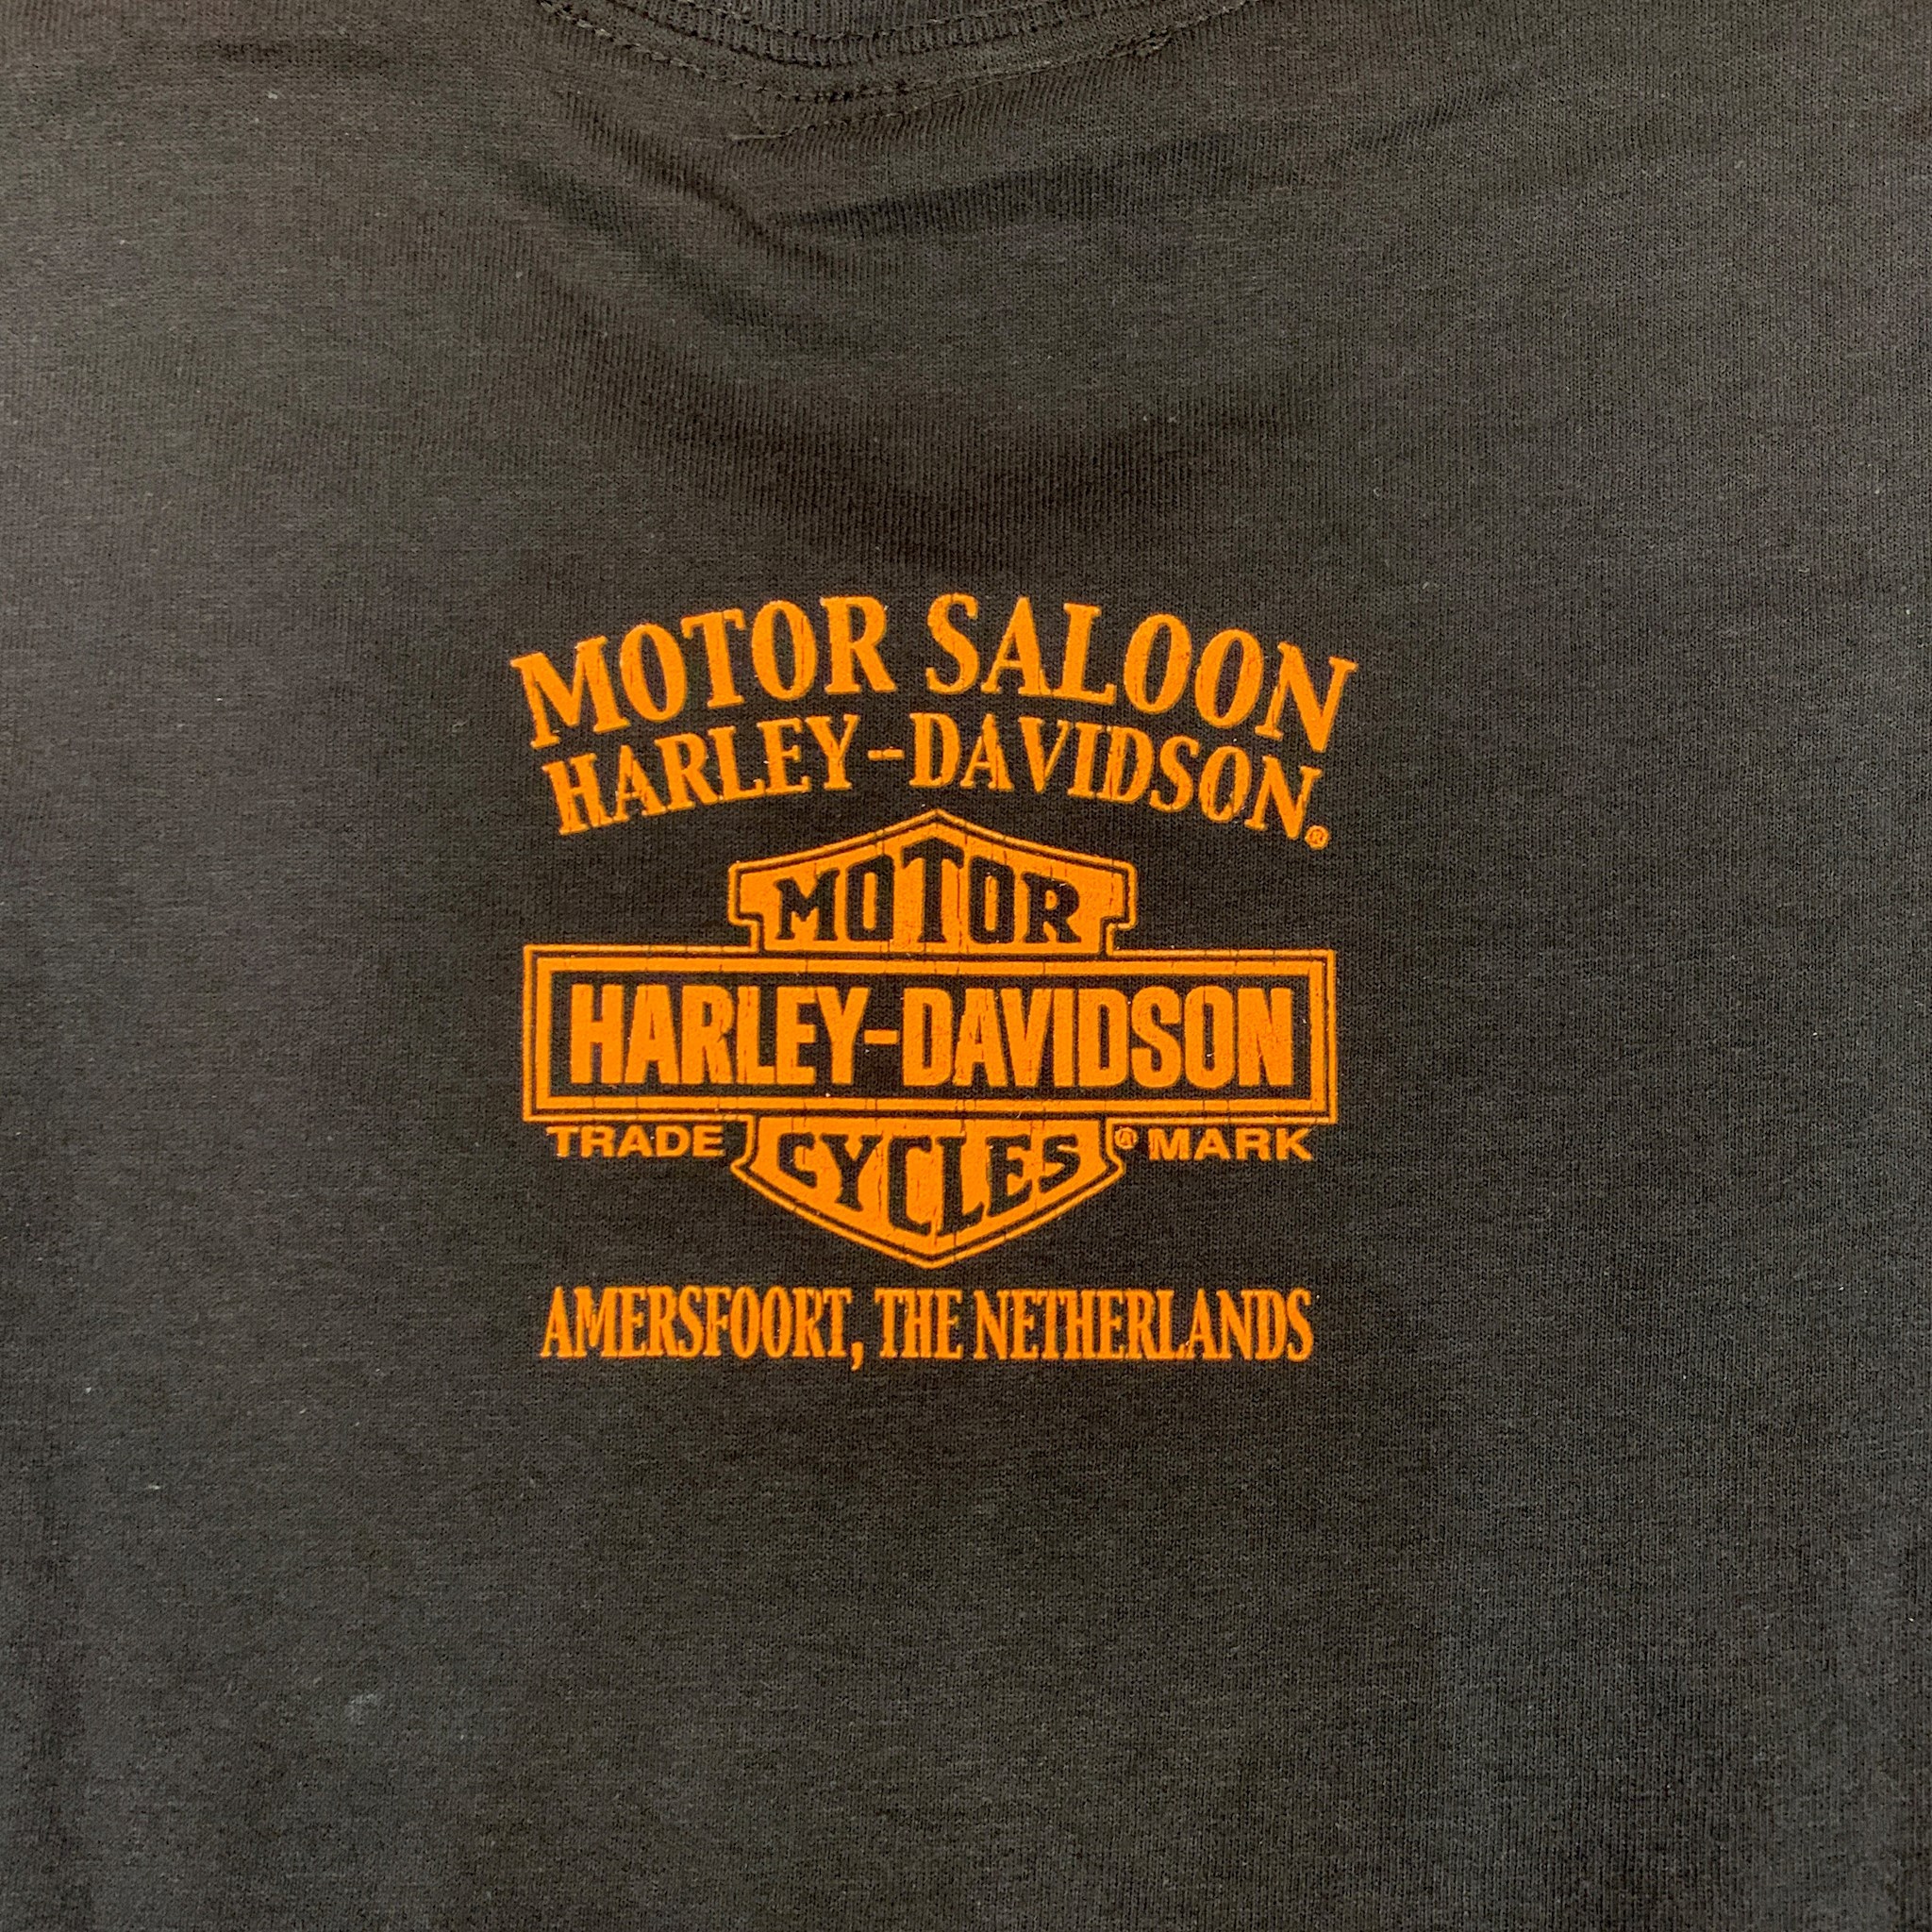 MOTOR SALOON
HARLEY-DAVIDSON®
MOTOR
HARLEY-DAVIDSON
TRADE CYCLES ® MARK
AMERSFOORT, THE NETHERLANDS